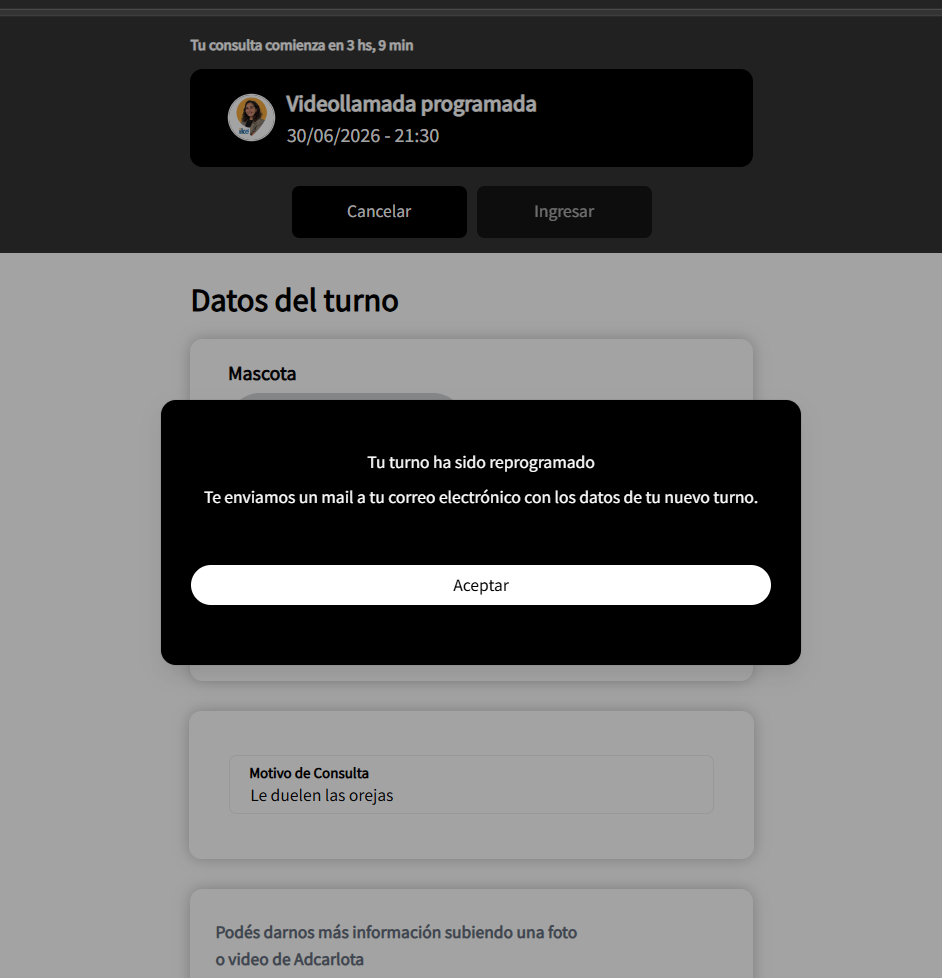 Tu consulta comienza en 3 hs, 9 min
Videollamada programada
30/06/2026 - 21:30
Cancelar
Ingresar
Datos del turno
Mascota
Tu turno ha sido reprogramado
Te enviamos un mail a tu correo electrónico con los datos de tu nuevo turno.
Aceptar
Motivo de Consulta
Le duelen las orejas
Podés darnos más información subiendo una foto
o video de Adcarlota